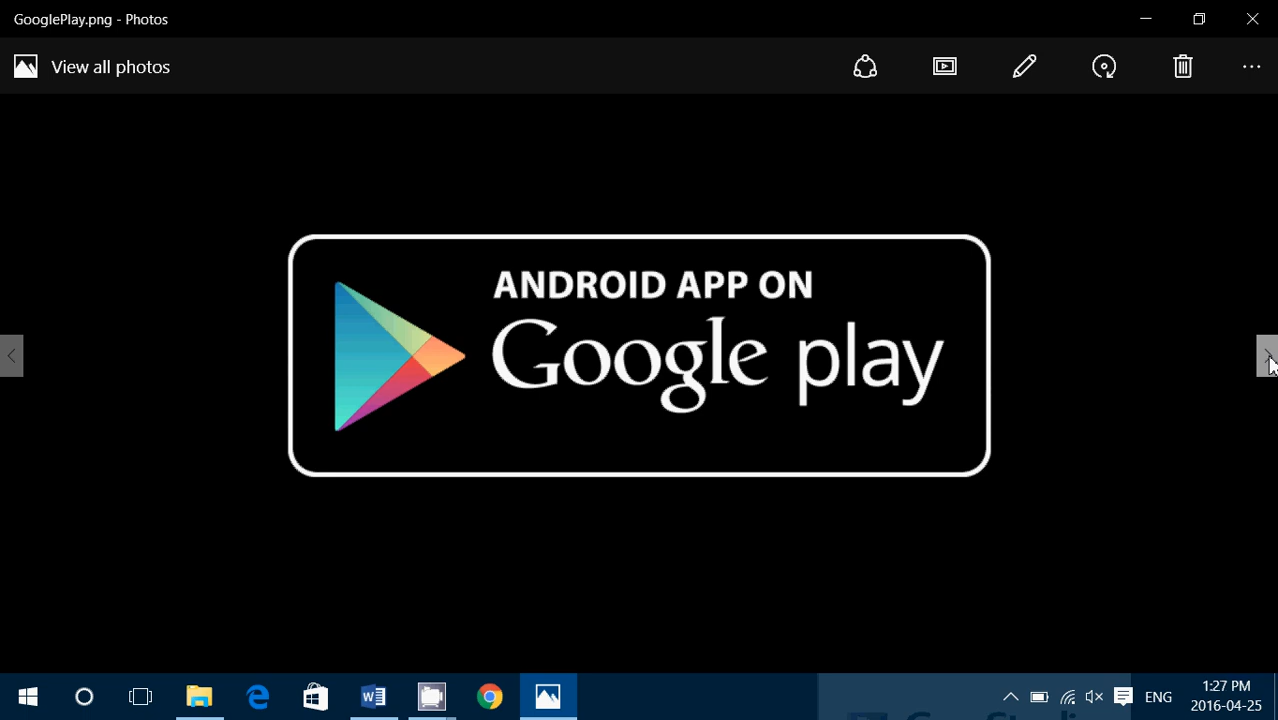 GooglePlay.png - Photos
View all photos
ANDROID APP ON
Google play
ENG
1:27 PM
2016-04-25